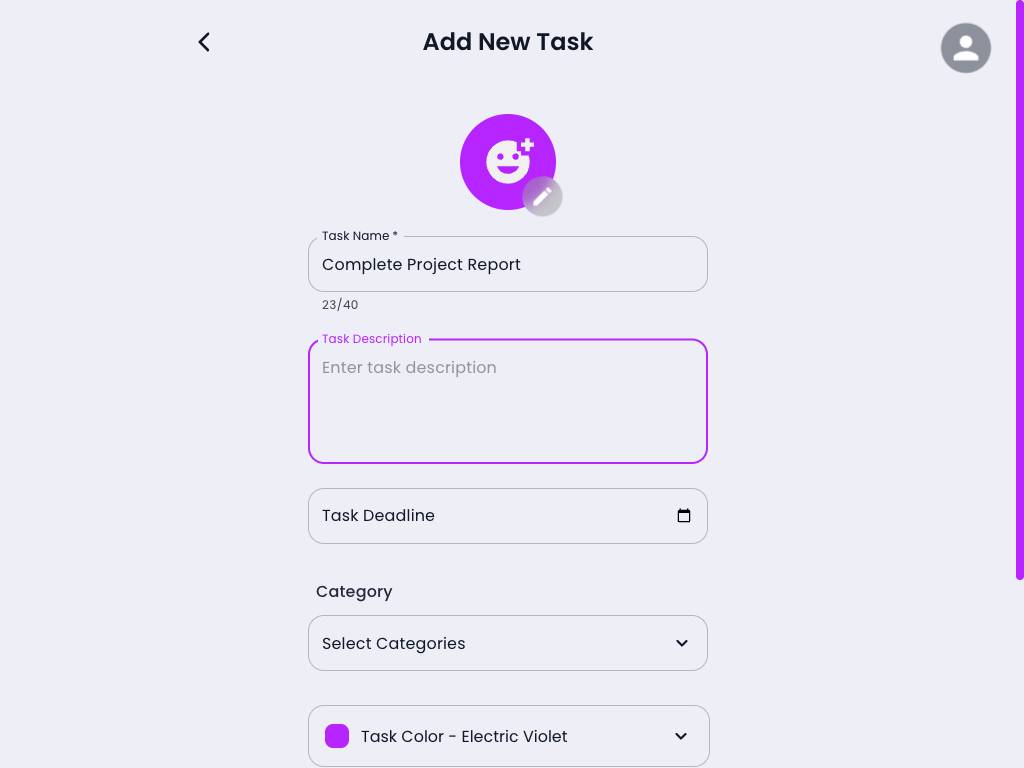 Add New Task
Task Name *
Complete Project Report
23/40
Task Description
Enter task description
Task Deadline
Category
Select Categories
Task Color - Electric Violet